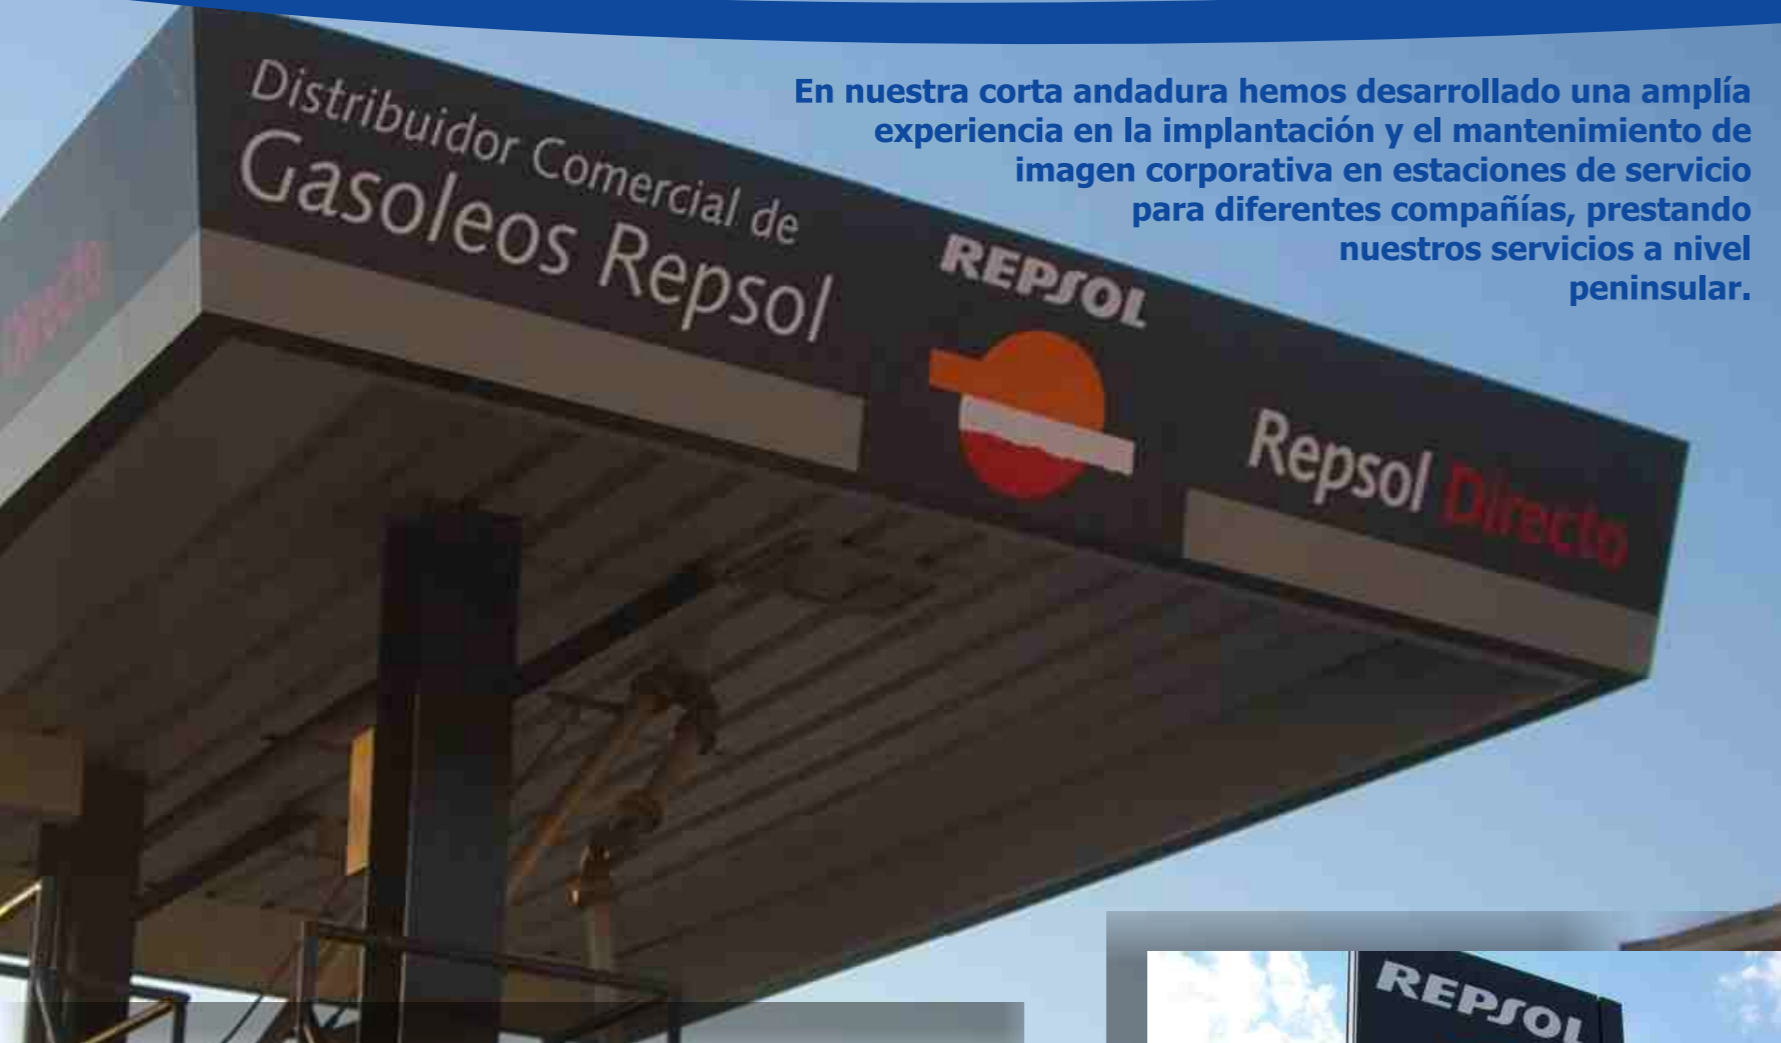 En nuestra corta andadura hemos desarrollado una amplía
experiencia en la implantación y el mantenimiento de
imagen corporativa en estaciones de servicio
para diferentes compañías, prestando
nuestros servicios a nivel
peninsular.
Distribuidor Comercial de
Gasoleos Repsol
REPSOL
Repsol Directo
Directo
REPSOL